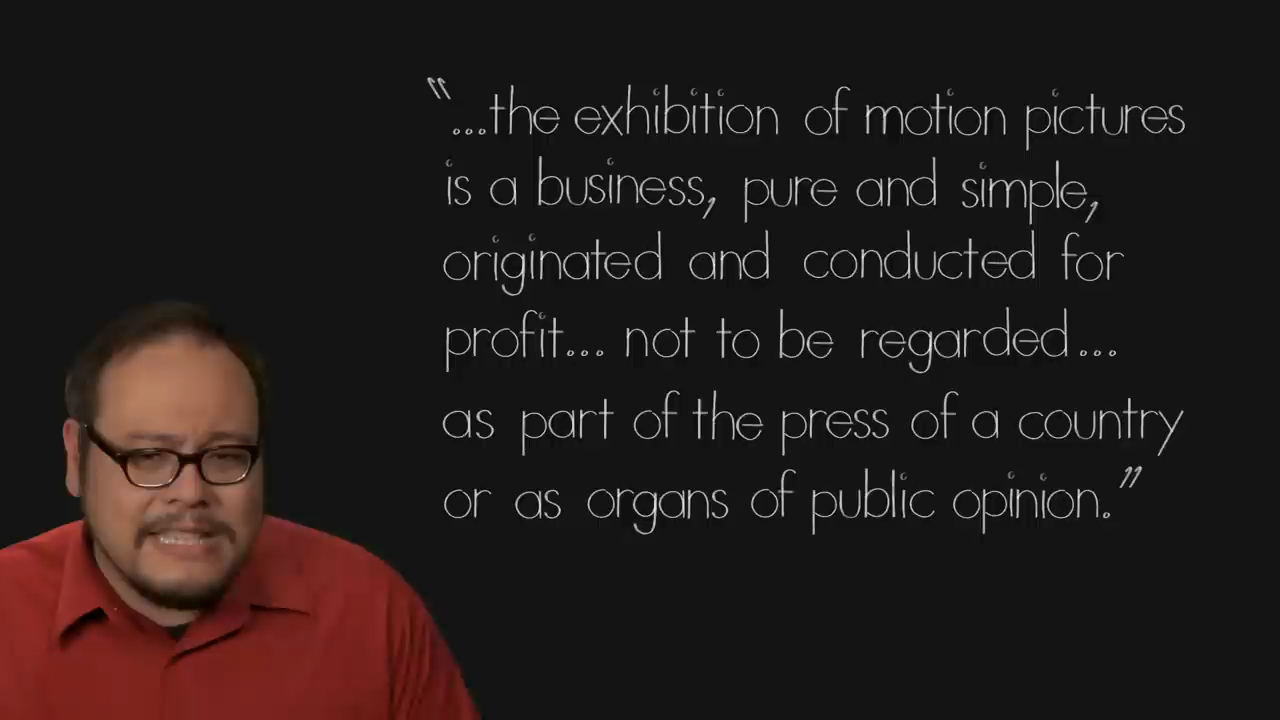 “...the exhibition of motion pictures
is a business, pure and simple,
originated and conducted for
profit... not to be regarded...
as part of the press of a country
or as organs of public opinion.”